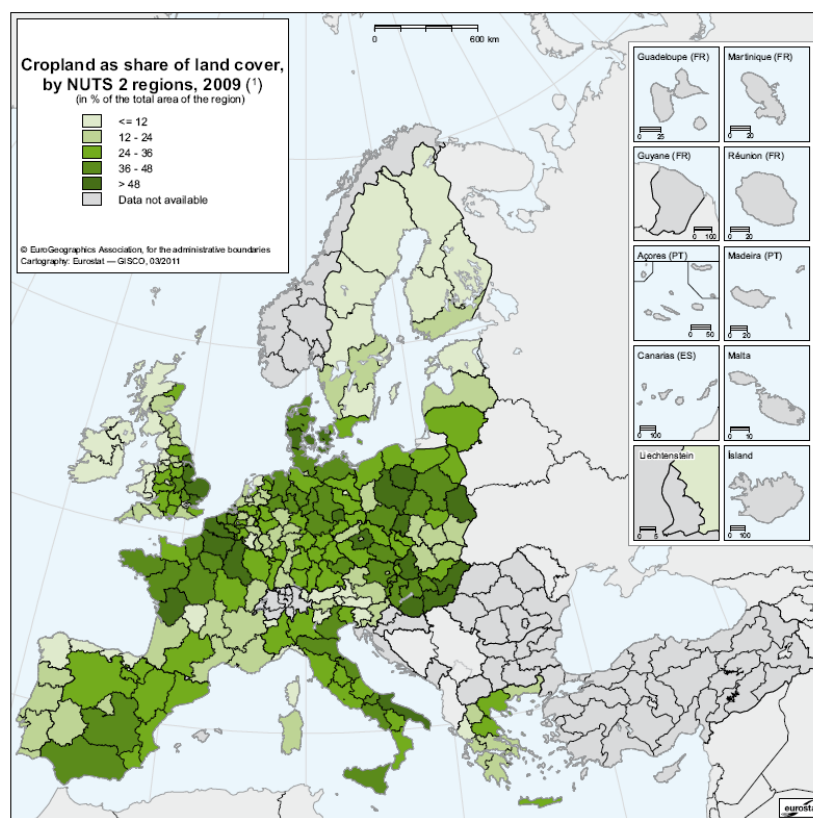 0 600 km
Cropland as share of land cover,
by NUTS 2 regions, 2009 (¹)
(in % of the total area of the region)
<= 12
12 - 24
24 - 36
36 - 48
> 48
Data not available
© EuroGeographics Association, for the administrative boundaries
Cartography: Eurostat — GISCO, 03/2011
Guadeloupe (FR)
0 25
Martinique (FR)
0 20
Guyane (FR)
0 100
Réunion (FR)
0 20
Açores (PT)
0 50
Madeira (PT)
0 20
Canarias (ES)
0 100
Malta
0 10
Liechtenstein
0 5
Ísland
0 100
eurostat